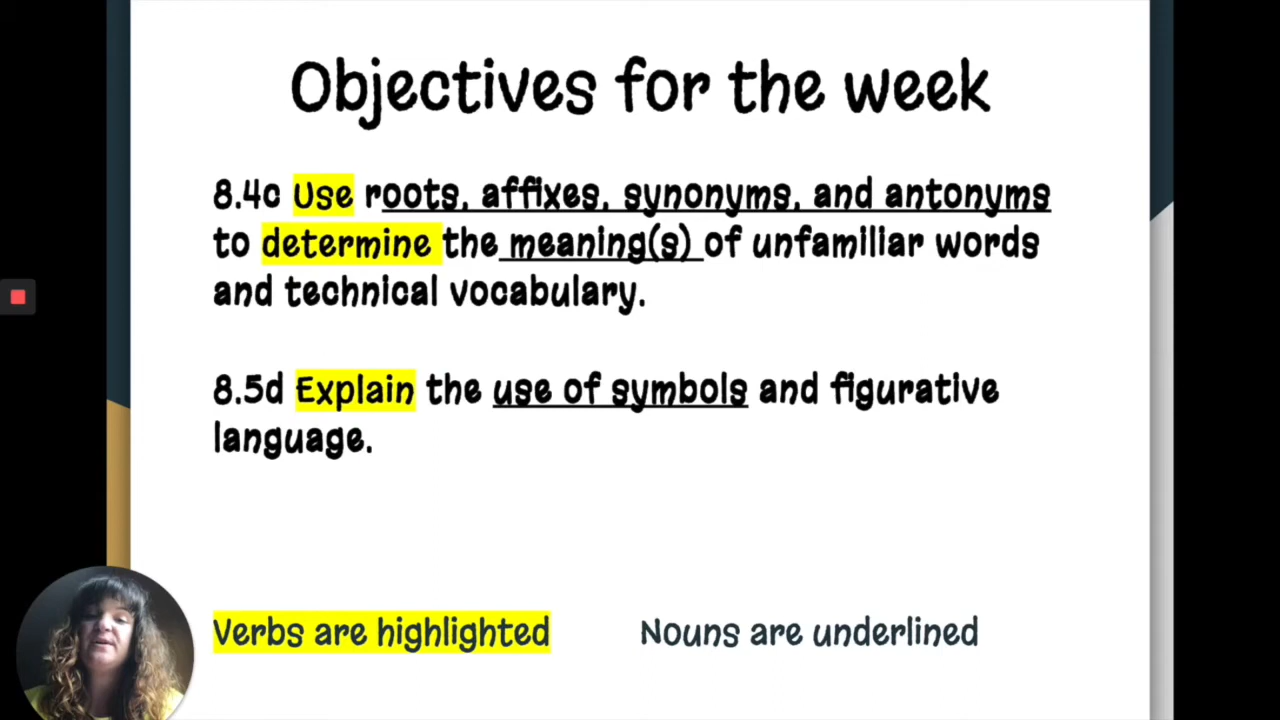 Objectives for the week
8.4c Use roots, affixes, synonyms, and antonyms
to determine the meaning(s) of unfamiliar words
and technical vocabulary.
8.5d Explain the use of symbols and figurative
language.
Verbs are highlighted
Nouns are underlined